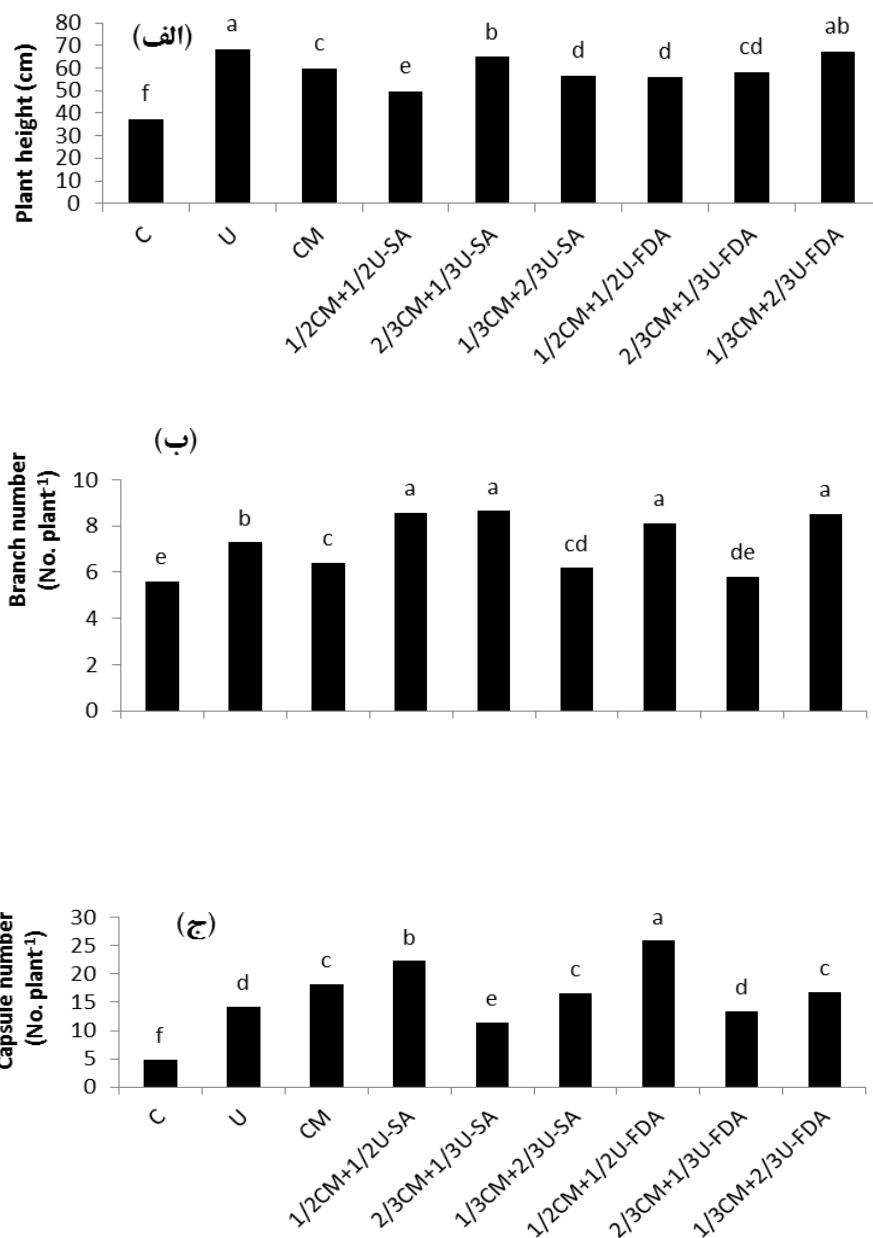 (الف)
Plant height (cm)
80
70
60
50
40
30
20
10
0
f
a
c
e
b
d
d
cd
ab
C
U
CM
1/2CM+1/2U-SA
2/3CM+1/3U-SA
1/3CM+2/3U-SA
1/2CM+1/2U-FDA
2/3CM+1/3U-FDA
1/3CM+2/3U-FDA
(ب)
Branch number
(No. plant⁻¹)
10
8
6
4
2
0
e
b
c
a
a
cd
a
de
a
(ج)
Capsule number
(No. plant⁻¹)
30
25
20
15
10
5
0
f
d
c
b
e
c
a
d
c
C
U
CM
1/2CM+1/2U-SA
2/3CM+1/3U-SA
1/3CM+2/3U-SA
1/2CM+1/2U-FDA
2/3CM+1/3U-FDA
1/3CM+2/3U-FDA